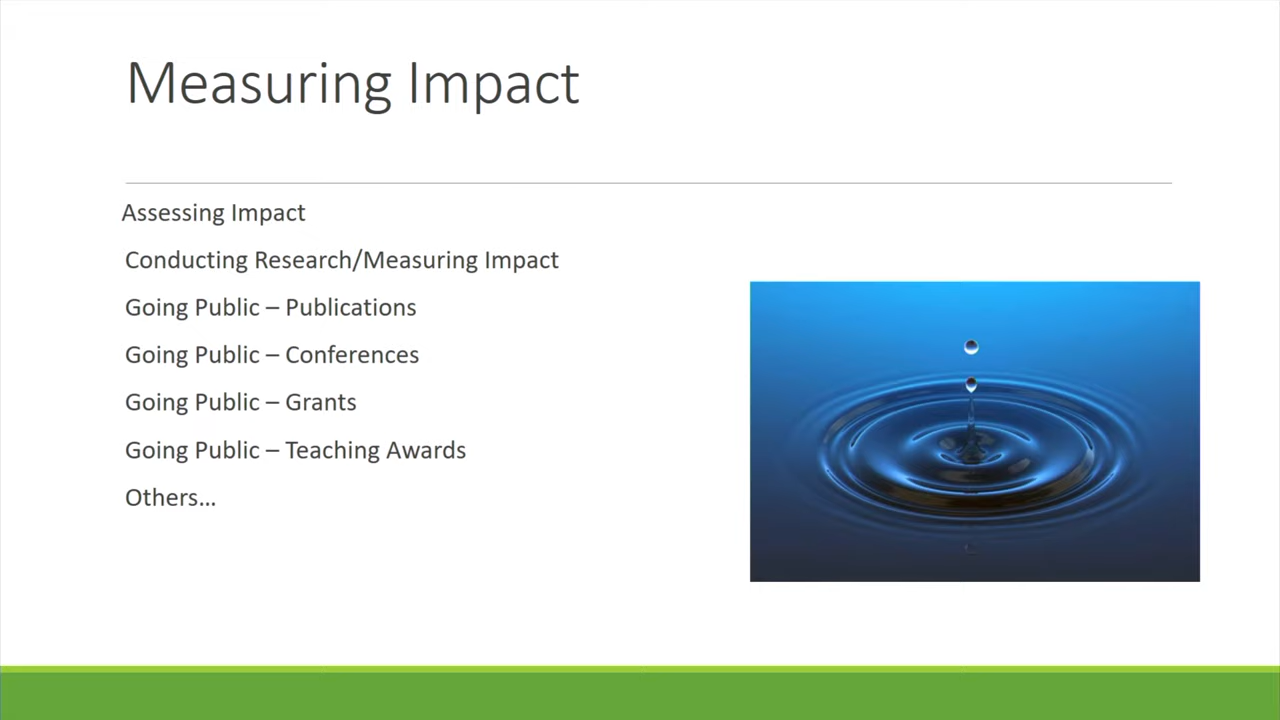 Measuring Impact
Assessing Impact
Conducting Research/Measuring Impact
Going Public – Publications
Going Public – Conferences
Going Public – Grants
Going Public – Teaching Awards
Others…